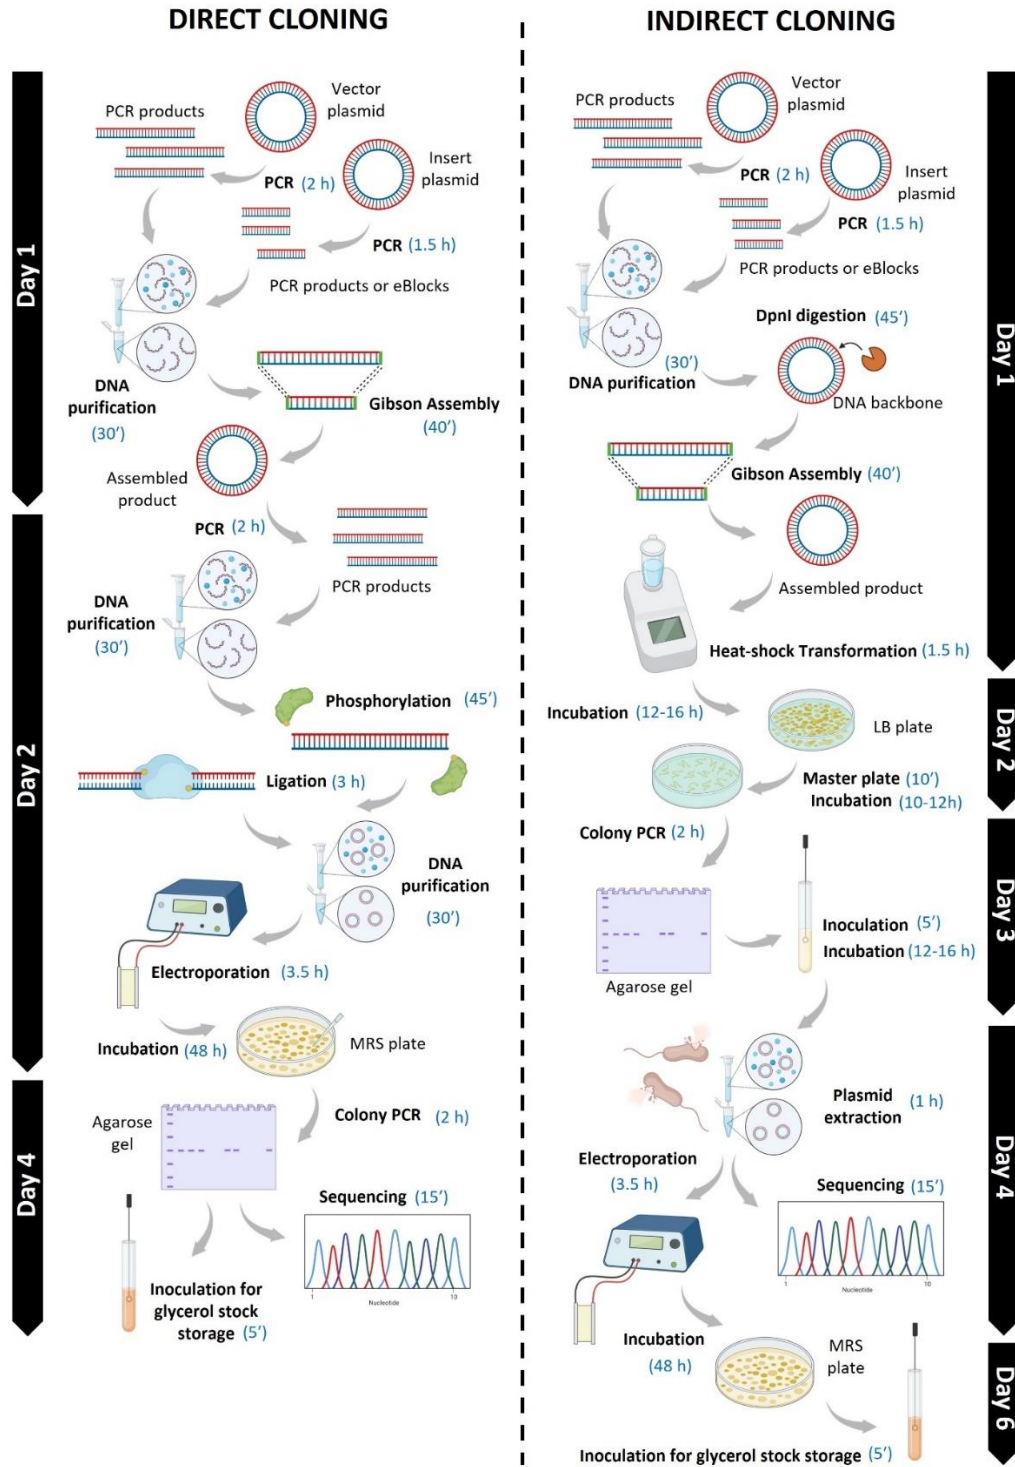 DIRECT CLONING
Day 1
PCR products
Vector
plasmid
PCR (2 h)
Insert
plasmid
PCR (1.5 h)
PCR products or eBlocks
DNA
purification
(30')
Gibson Assembly
(40')
Assembled
product
Day 2
PCR (2 h)
PCR products
DNA
purification
(30')
Phosphorylation (45')
Ligation (3 h)
DNA
purification
(30')
Electroporation (3.5 h)
Incubation (48 h)
MRS plate
Day 4
Colony PCR (2 h)
Agarose
gel
Sequencing (15')
1
10
Nucleotide
Inoculation for
glycerol stock
storage (5')
INDIRECT CLONING
Day 1
PCR products
Vector
plasmid
PCR (2 h)
Insert
plasmid
PCR (1.5 h)
PCR products or eBlocks
DpnI digestion (45')
(30')
DNA purification
DNA backbone
Gibson Assembly (40')
Assembled product
Heat-shock Transformation (1.5 h)
Day 2
Incubation (12-16 h)
LB plate
Master plate (10')
Incubation (10-12h)
Day 3
Colony PCR (2 h)
Agarose gel
Inoculation (5')
Incubation (12-16 h)
Day 4
Plasmid
extraction
(1 h)
Electroporation
(3.5 h)
Sequencing (15')
1
10
Nucleotide
Day 6
Incubation
(48 h)
MRS
plate
Inoculation for glycerol stock storage (5')